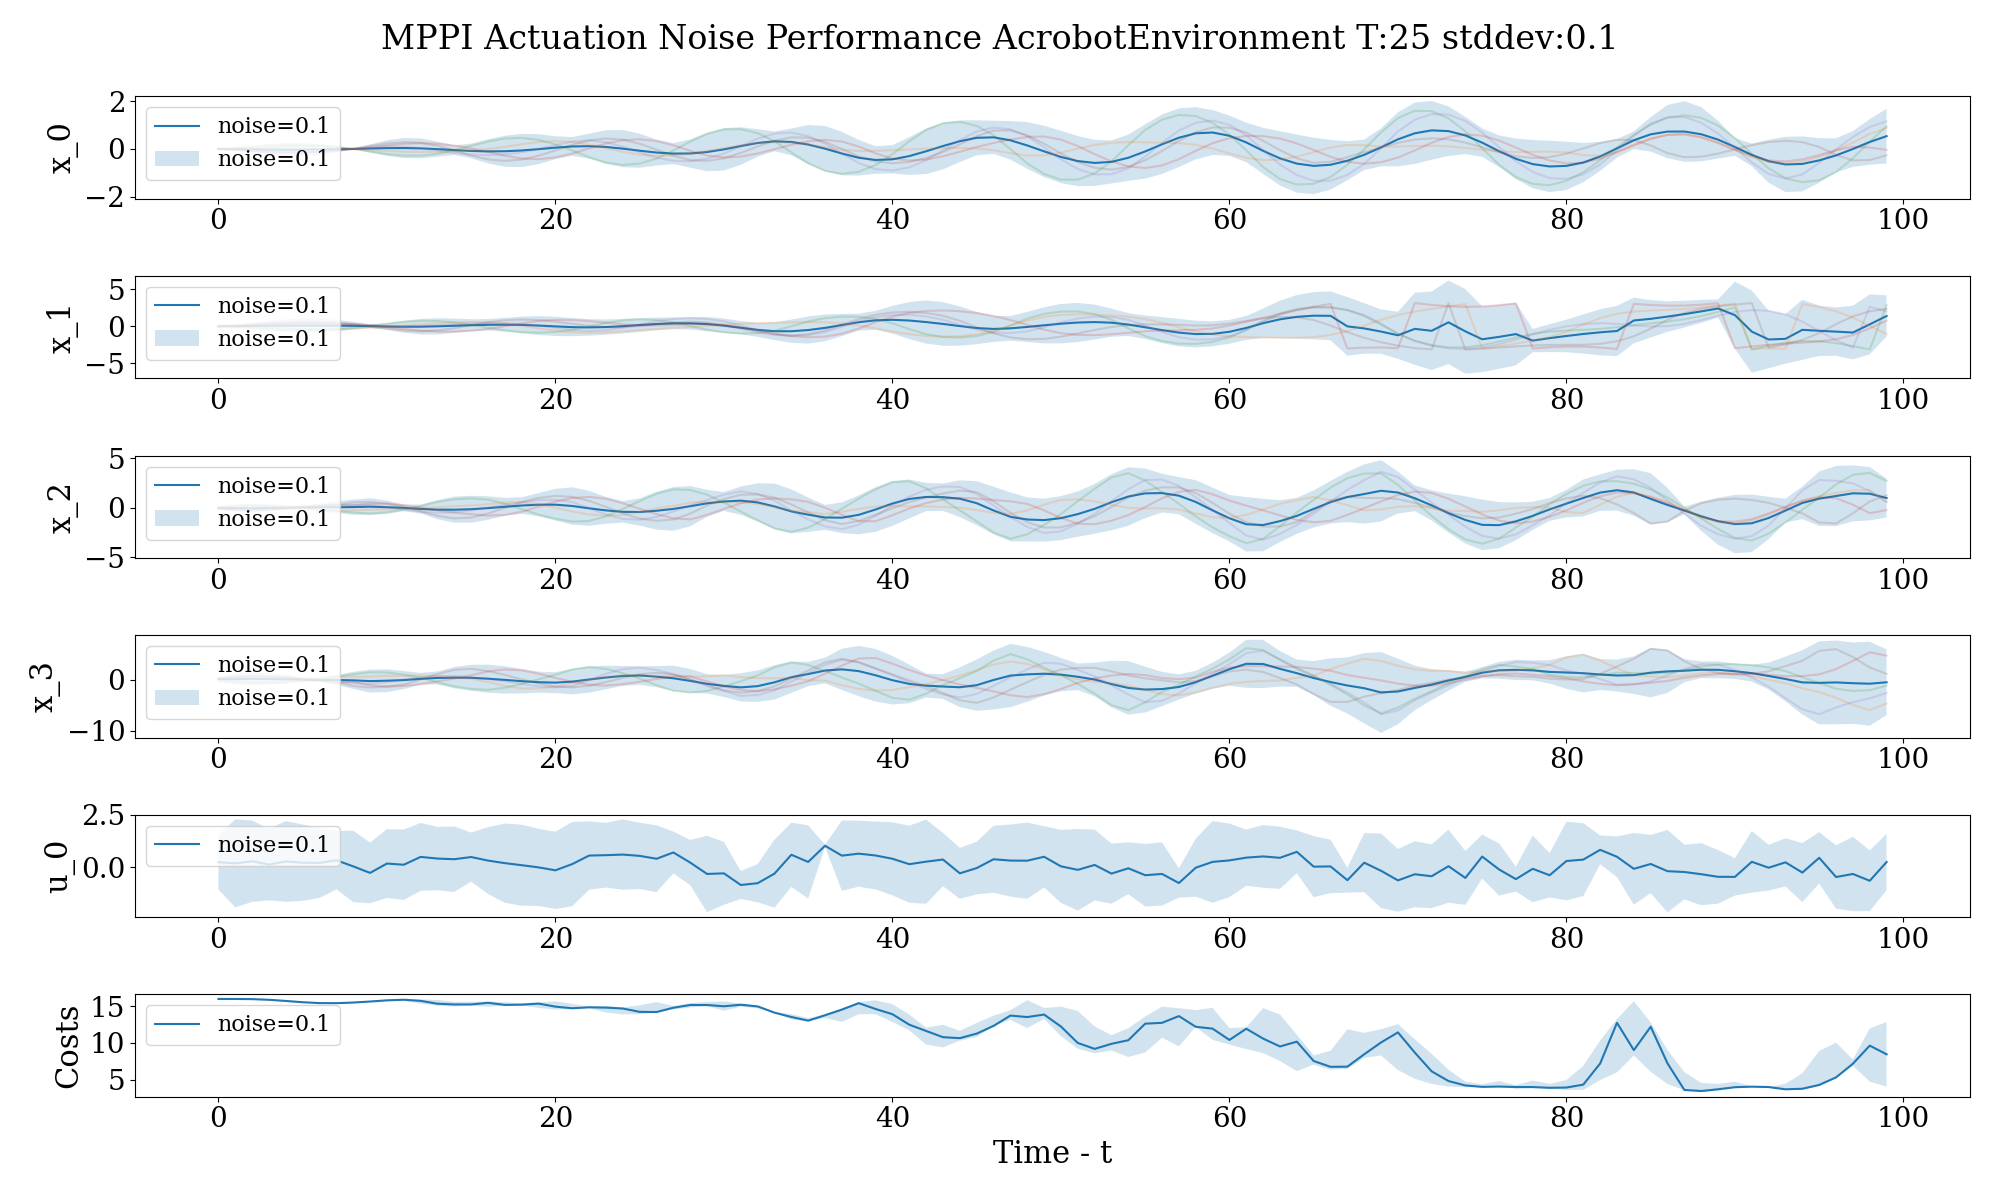 MPPI Actuation Noise Performance AcrobotEnvironment T:25 stddev:0.1
x_0
2
0
−2
noise=0.1
noise=0.1
0 20 40 60 80 100
x_1
5
0
−5
noise=0.1
noise=0.1
0 20 40 60 80 100
x_2
5
0
−5
noise=0.1
noise=0.1
0 20 40 60 80 100
x_3
0
−10
noise=0.1
noise=0.1
0 20 40 60 80 100
u_0
2.5
0.0
noise=0.1
0 20 40 60 80 100
Costs
15
10
5
noise=0.1
0 20 40 60 80 100
Time - t